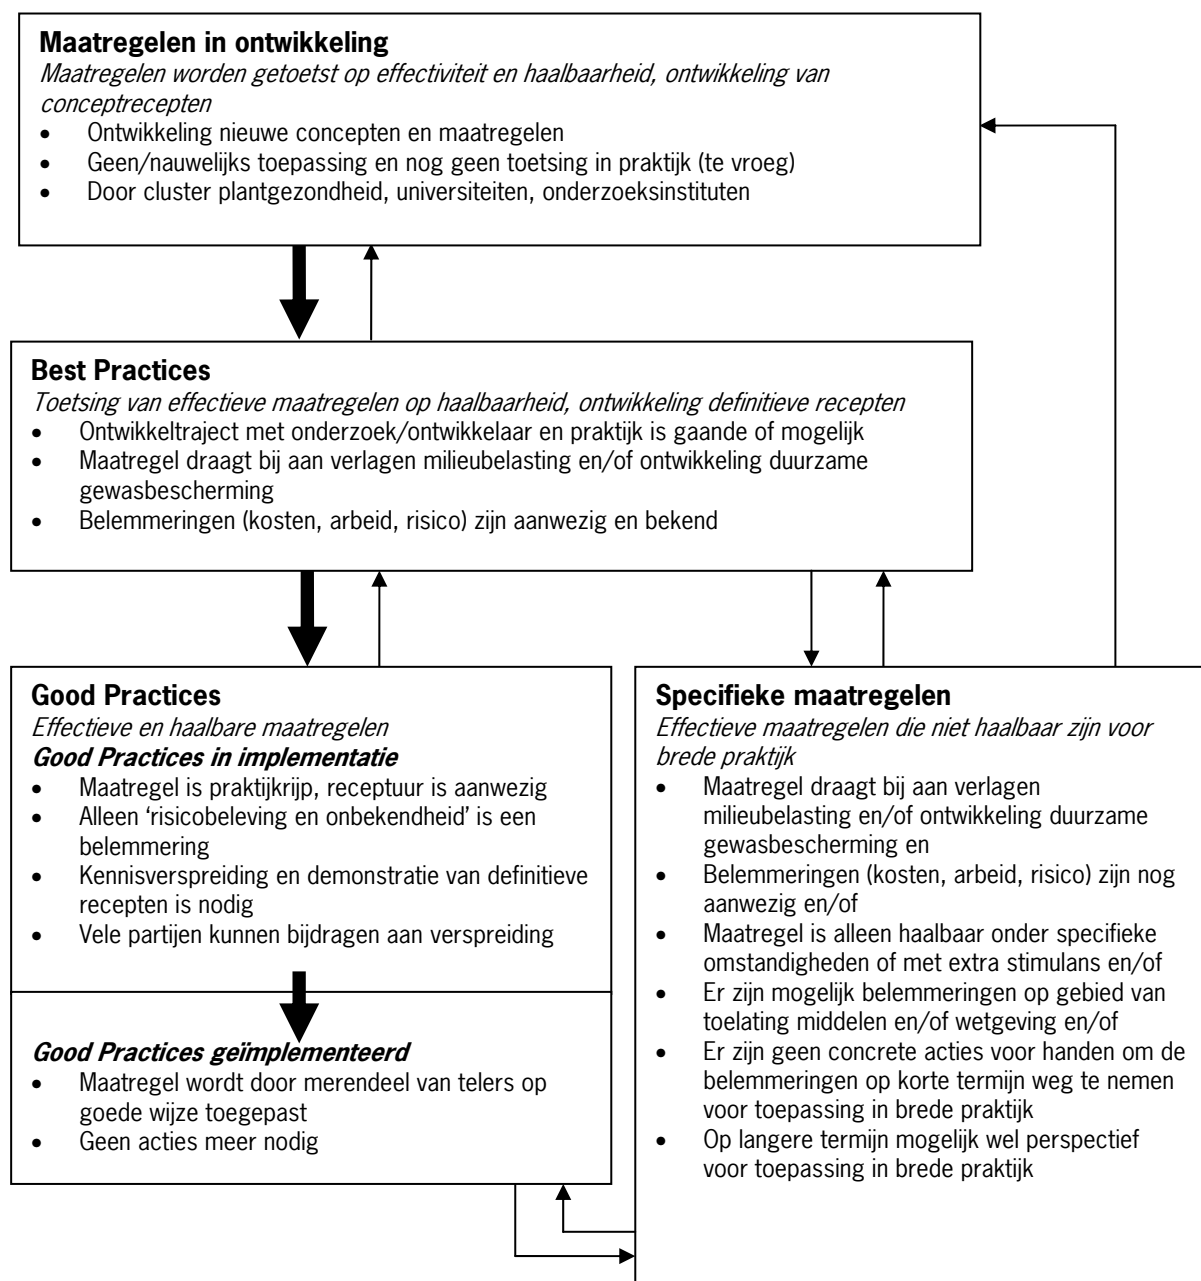 Maatregelen in ontwikkeling
Maatregelen worden getoetst op effectiviteit en haalbaarheid, ontwikkeling van
conceptrecepten
• Ontwikkeling nieuwe concepten en maatregelen
• Geen/nauwelijks toepassing en nog geen toetsing in praktijk (te vroeg)
• Door cluster plantgezondheid, universiteiten, onderzoeksinstituten
Best Practices
Toetsing van effectieve maatregelen op haalbaarheid, ontwikkeling definitieve recepten
• Ontwikkeltraject met onderzoek/ontwikkelaar en praktijk is gaande of mogelijk
• Maatregel draagt bij aan verlagen milieubelasting en/of ontwikkeling duurzame
gewasbescherming
• Belemmeringen (kosten, arbeid, risico) zijn aanwezig en bekend
Good Practices
Effectieve en haalbare maatregelen
Good Practices in implementatie
• Maatregel is praktijkrijp, receptuur is aanwezig
• Alleen ‘risicobeleving en onbekendheid’ is een
belemmering
• Kennisverspreiding en demonstratie van definitieve
recepten is nodig
• Vele partijen kunnen bijdragen aan verspreiding
Good Practices geïmplementeerd
• Maatregel wordt door merendeel van telers op
goede wijze toegepast
• Geen acties meer nodig
Specifieke maatregelen
Effectieve maatregelen die niet haalbaar zijn voor
brede praktijk
• Maatregel draagt bij aan verlagen
milieubelasting en/of ontwikkeling duurzame
gewasbescherming en
• Belemmeringen (kosten, arbeid, risico) zijn nog
aanwezig en/of
• Maatregel is alleen haalbaar onder specifieke
omstandigheden of met extra stimulans en/of
• Er zijn mogelijk belemmeringen op gebied van
toelating middelen en/of wetgeving en/of
• Er zijn geen concrete acties voor handen om de
belemmeringen op korte termijn weg te nemen
voor toepassing in brede praktijk
• Op langere termijn mogelijk wel perspectief
voor toepassing in brede praktijk